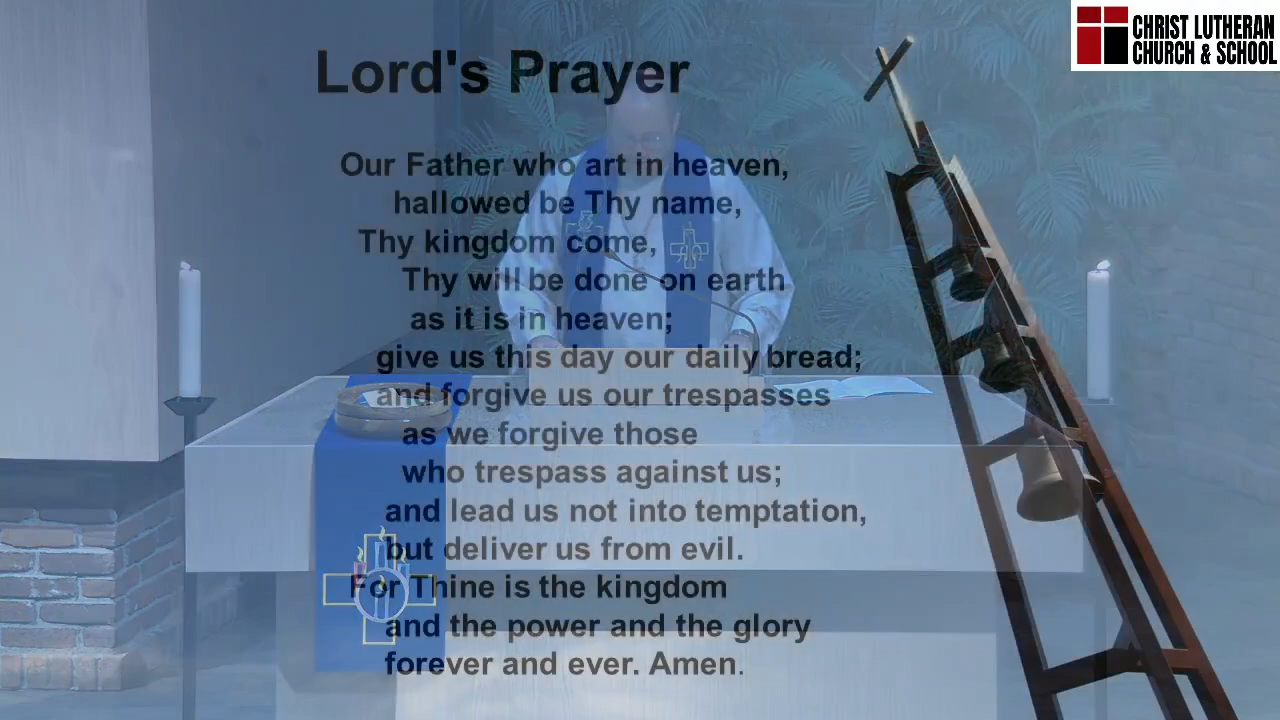 CHRIST LUTHERAN
CHURCH & SCHOOL
Lord's Prayer
Our Father who art in heaven,
hallowed be Thy name,
Thy kingdom come,
Thy will be done on earth
as it is in heaven;
give us this day our daily bread;
and forgive us our trespasses
as we forgive those
who trespass against us;
and lead us not into temptation,
but deliver us from evil.
For Thine is the kingdom
and the power and the glory
forever and ever. Amen.